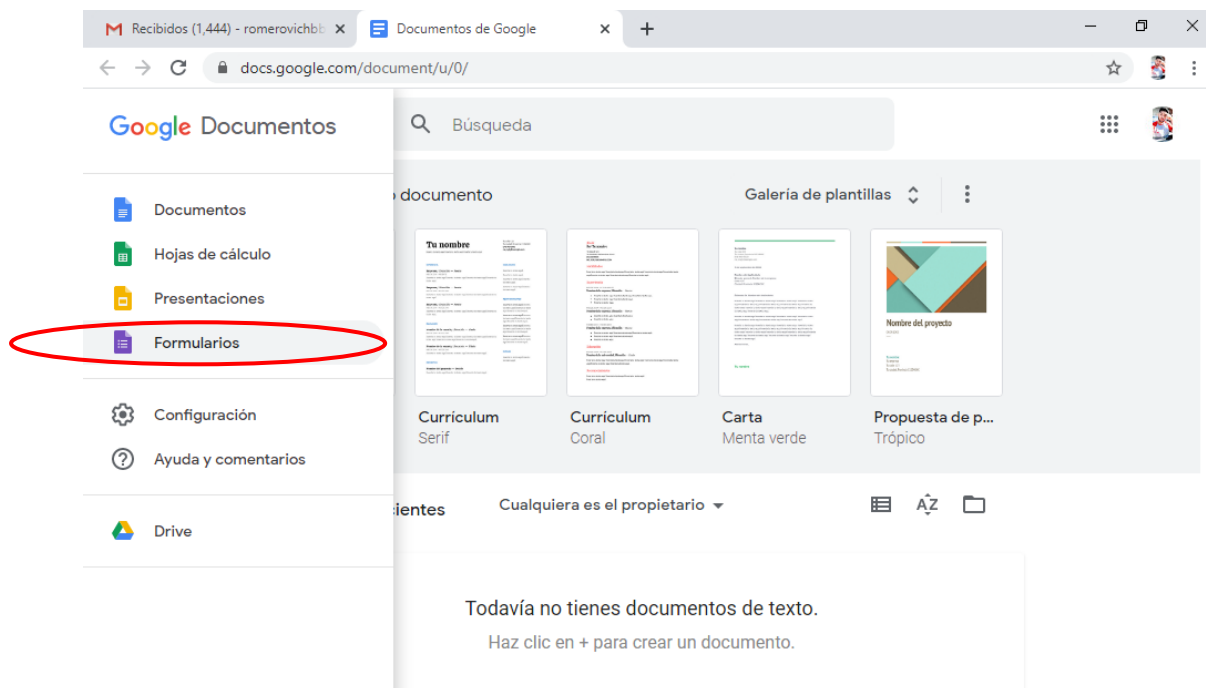 Recibidos (1,444) - romerovichbb
Documentos de Google
docs.google.com/document/u/0/
Google Documentos
Búsqueda
documento
Galería de plantillas
Documentos
Hojas de cálculo
Presentaciones
Formularios
Configuración
Ayuda y comentarios
Drive
Tu nombre
Nombre del proyecto
Currículum
Serif
Currículum
Coral
Carta
Menta verde
Propuesta de p...
Trópico
cientes
Cualquiera es el propietario
AZ
Todavía no tienes documentos de texto.
Haz clic en + para crear un documento.